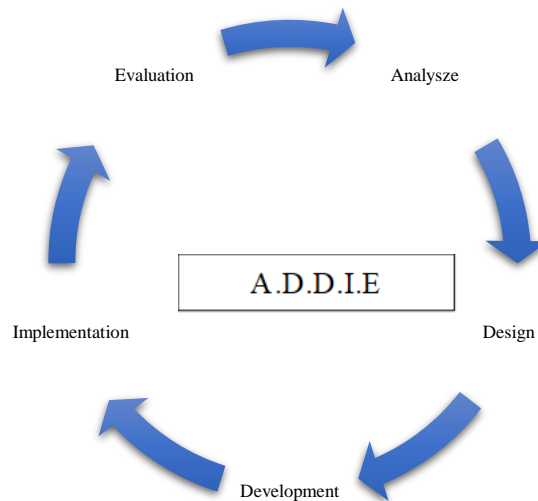 Evaluation
Analysze
A.D.D.I.E
Implementation
Design
Development